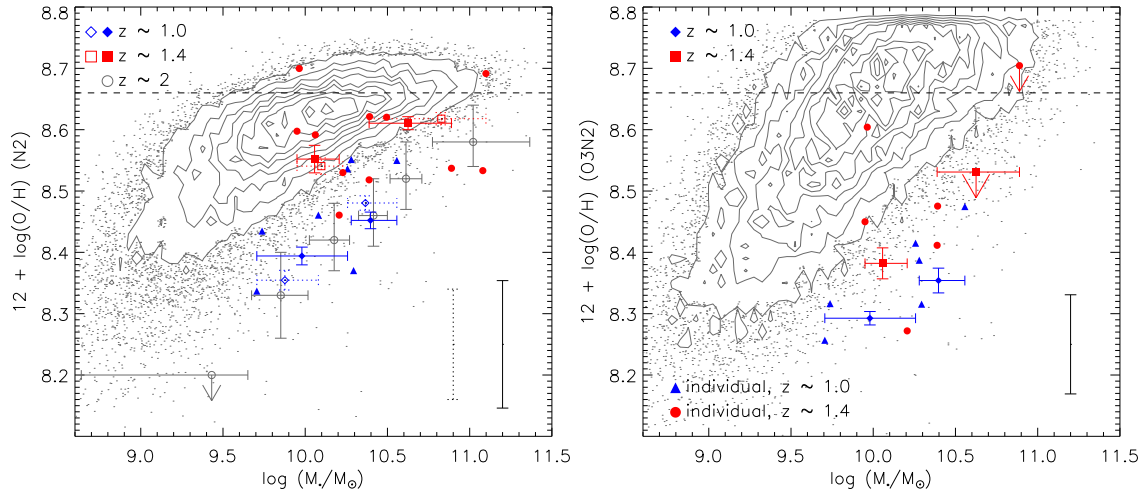 12 + log(O/H) (N2)
8.8
8.7
8.6
8.5
8.4
8.3
8.2
z ~ 1.0
z ~ 1.4
z ~ 2
9.0 9.5 10.0 10.5 11.0 11.5
log (M⋆/M⊙)
12 + log(O/H) (O3N2)
8.8
8.7
8.6
8.5
8.4
8.3
8.2
z ~ 1.0
z ~ 1.4
individual, z ~ 1.0
individual, z ~ 1.4
9.0 9.5 10.0 10.5 11.0 11.5
log (M⋆/M⊙)